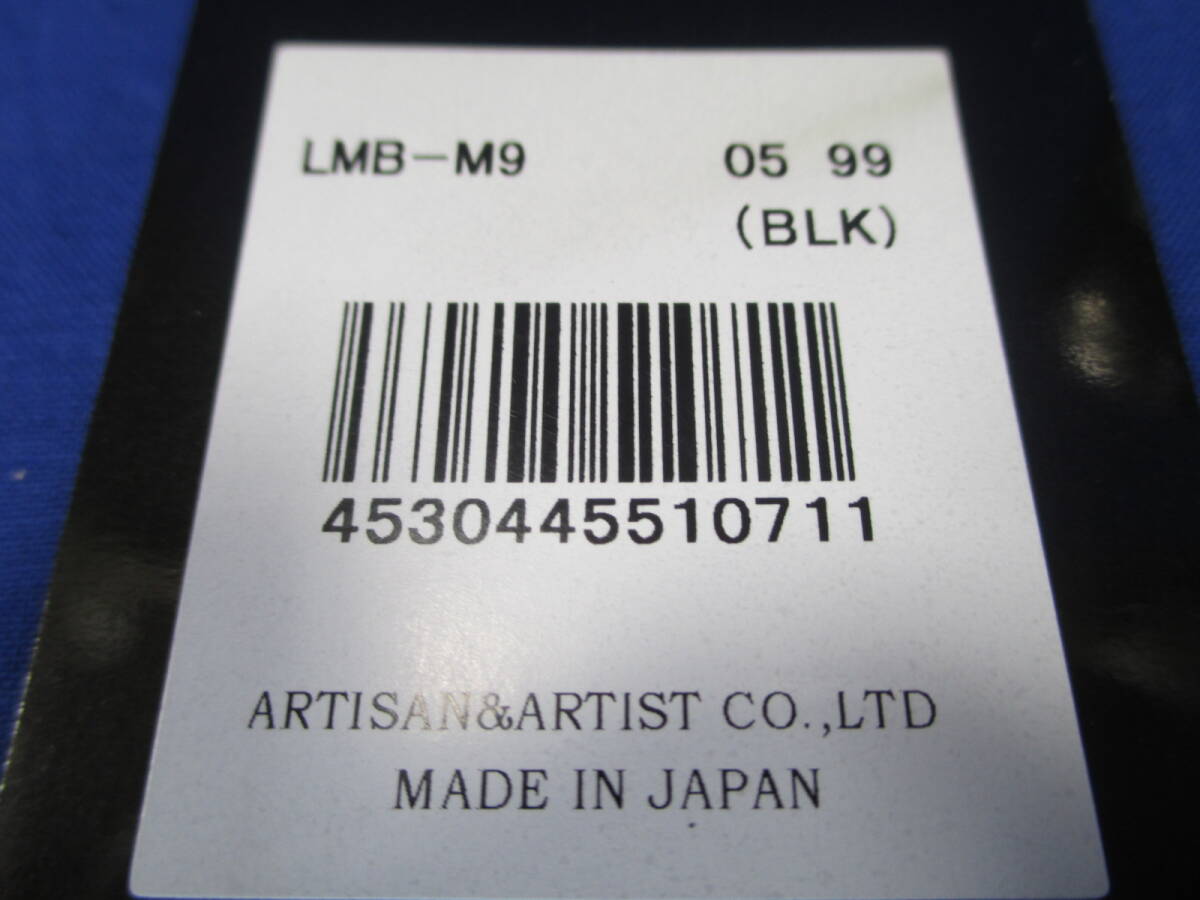 LMB-M9 05 99
(BLK)
4530445510711
ARTISAN&ARTIST CO.,LTD
MADE IN JAPAN